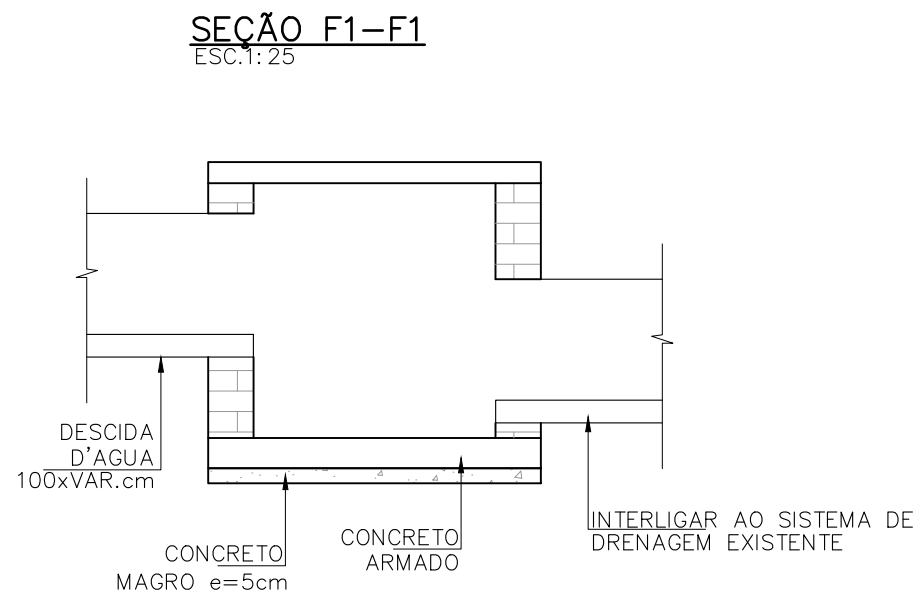 SEÇÃO F1-F1
ESC.1:25
DESCIDA
D'AGUA
100xVAR.cm
CONCRETO
MAGRO e=5cm
CONCRETO
ARMADO
INTERLIGAR AO SISTEMA DE
DRENAGEM EXISTENTE